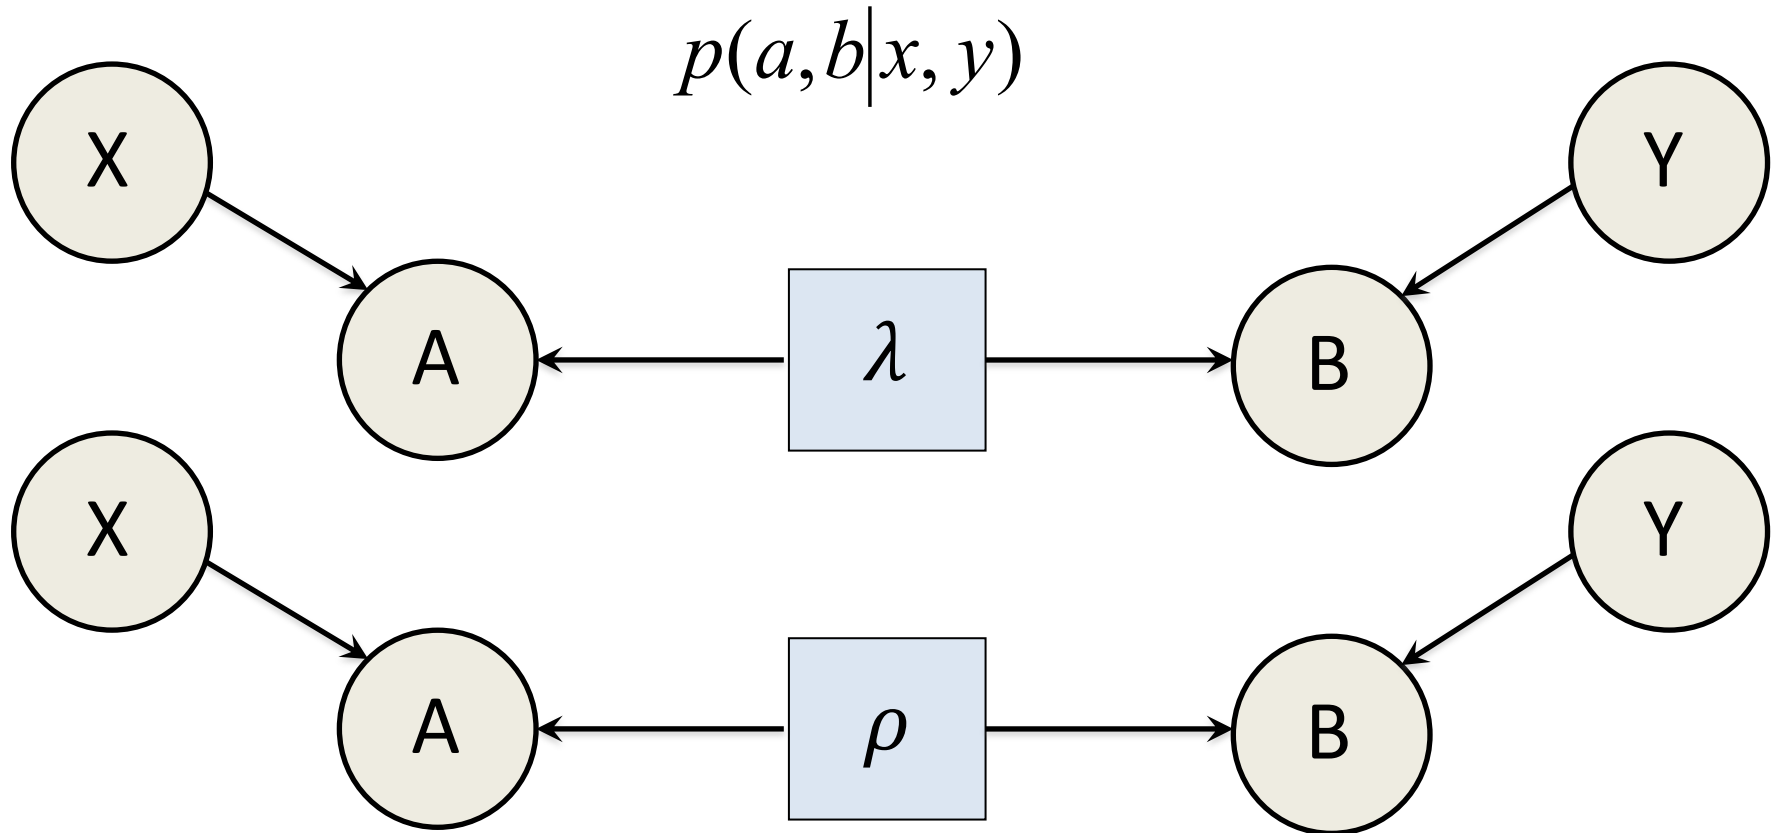 p(a,b|x,y)
X Y
A λ B
X Y
A ρ B